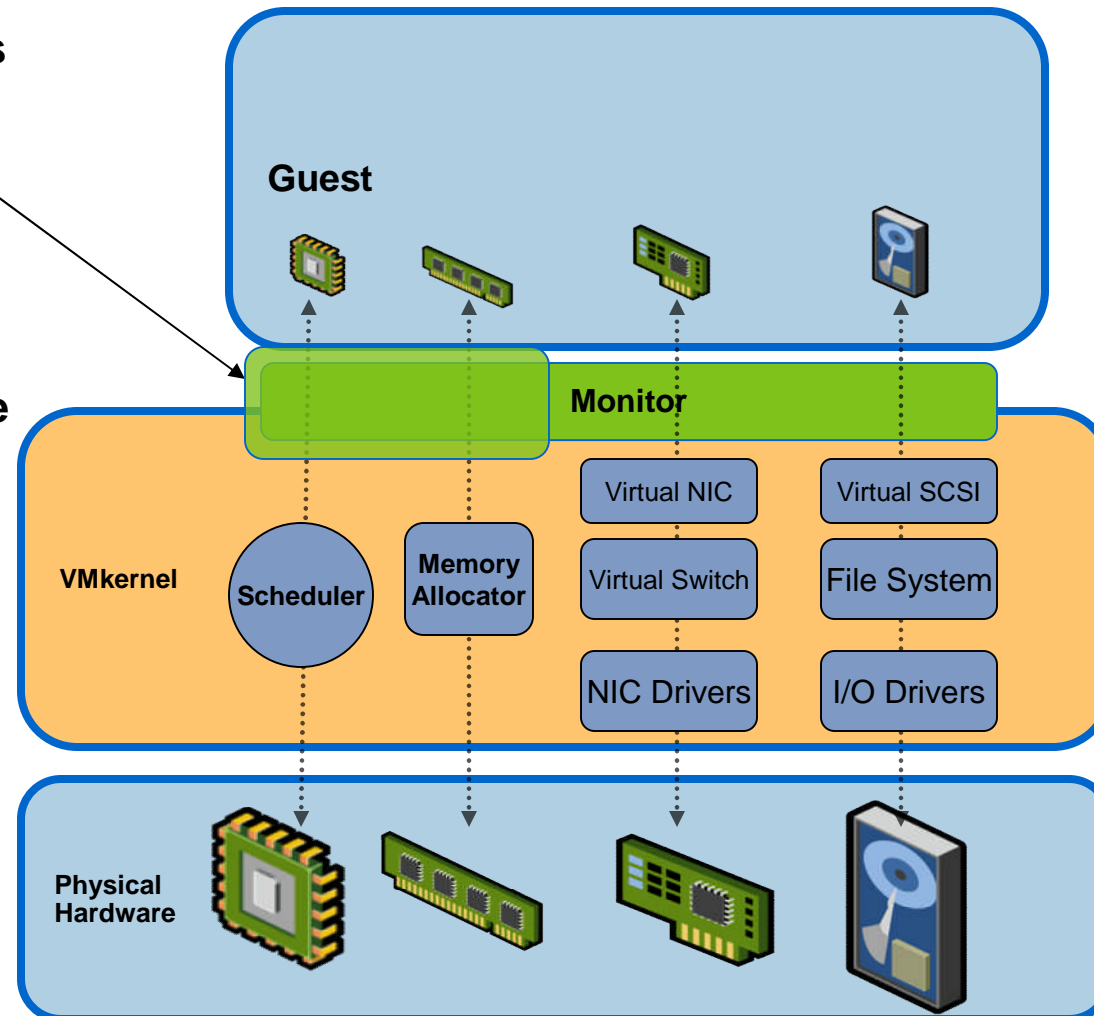 s
Guest
e
Monitor
Virtual NIC
Virtual SCSI
VMkernel
Scheduler
Memory
Allocator
Virtual Switch
File System
NIC Drivers
I/O Drivers
Physical
Hardware